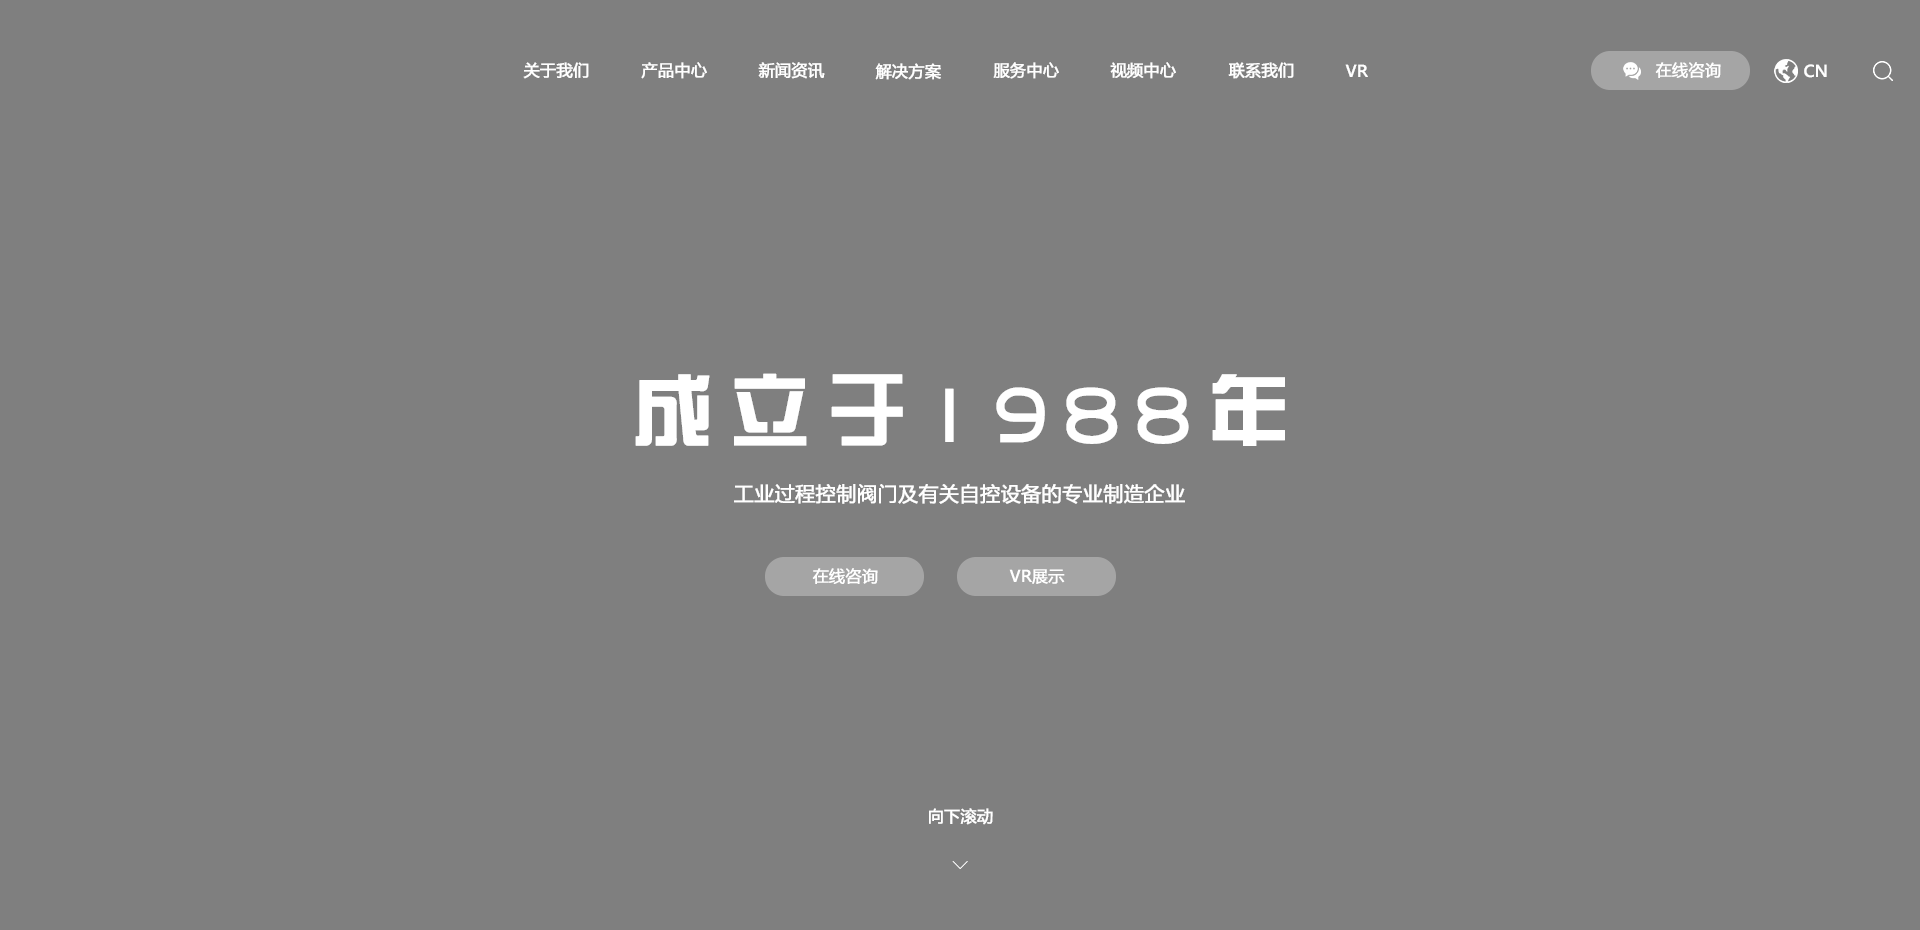 关于我们 产品中心 新闻资讯 解决方案 服务中心 视频中心 联系我们 VR 在线咨询 CN
成立于1988年
工业过程控制阀门及有关自控设备的专业制造企业
在线咨询 VR展示
向下滚动